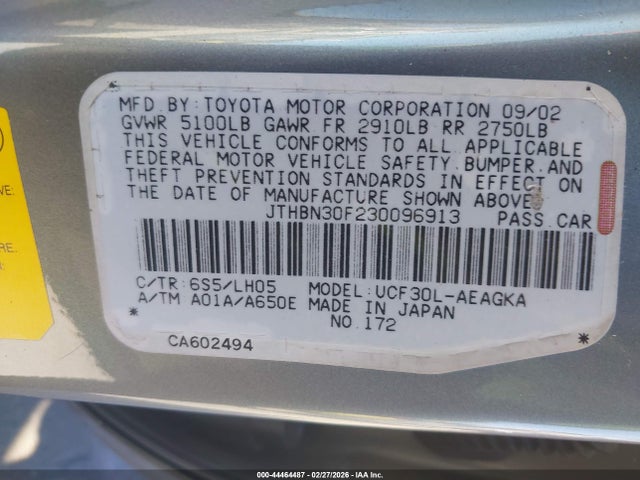 MFD. BY: TOYOTA MOTOR CORPORATION 09/02
GVWR 5100LB GAWR FR 2910LB RR 2750LB
THIS VEHICLE CONFORMS TO ALL APPLICABLE
FEDERAL MOTOR VEHICLE SAFETY, BUMPER, AND
THEFT PREVENTION STANDARDS IN EFFECT ON
THE DATE OF MANUFACTURE SHOWN ABOVE.
JTHBN30F230096913 PASS. CAR
C/TR: 6S5/LH05 MODEL: UCF30L-AEAGKA
A/TM A01A/A650E MADE IN JAPAN
* NO. 172 *
CA602494
RE.
000-44464487 - 02/27/2026 - IAA Inc.